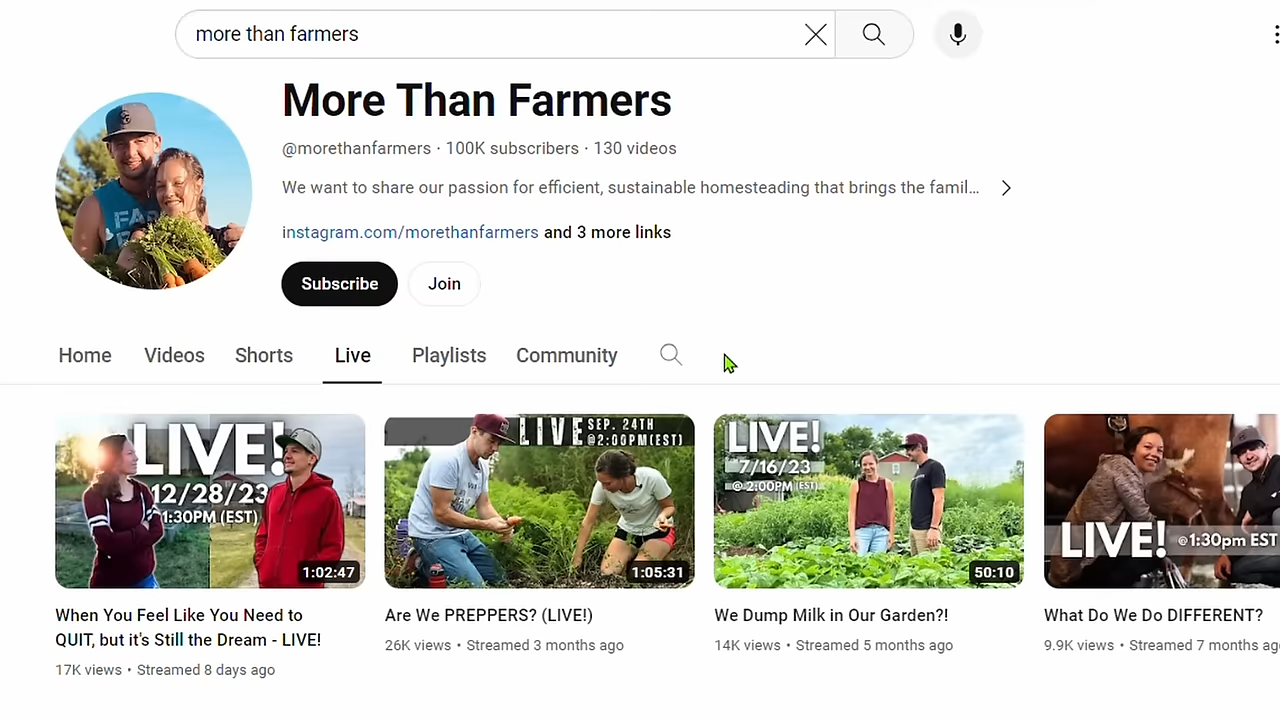 more than farmers
More Than Farmers
@morethanfarmers · 100K subscribers · 130 videos
We want to share our passion for efficient, sustainable homesteading that brings the famil...
instagram.com/morethanfarmers and 3 more links
Subscribe Join
Home Videos Shorts Live Playlists Community
LIVE!
12/28/23
1:30PM (EST)
1:02:47
LIVE SEP. 24TH
@2:00PM(EST)
1:05:31
LIVE!
7/16/23
@ 2:00PM (EST)
50:10
LIVE! @1:30pm EST
When You Feel Like You Need to
QUIT, but it's Still the Dream - LIVE!
17K views • Streamed 8 days ago
Are We PREPPERS? (LIVE!)
26K views • Streamed 3 months ago
We Dump Milk in Our Garden?!
14K views • Streamed 5 months ago
What Do We Do DIFFERENT?
9.9K views • Streamed 7 months